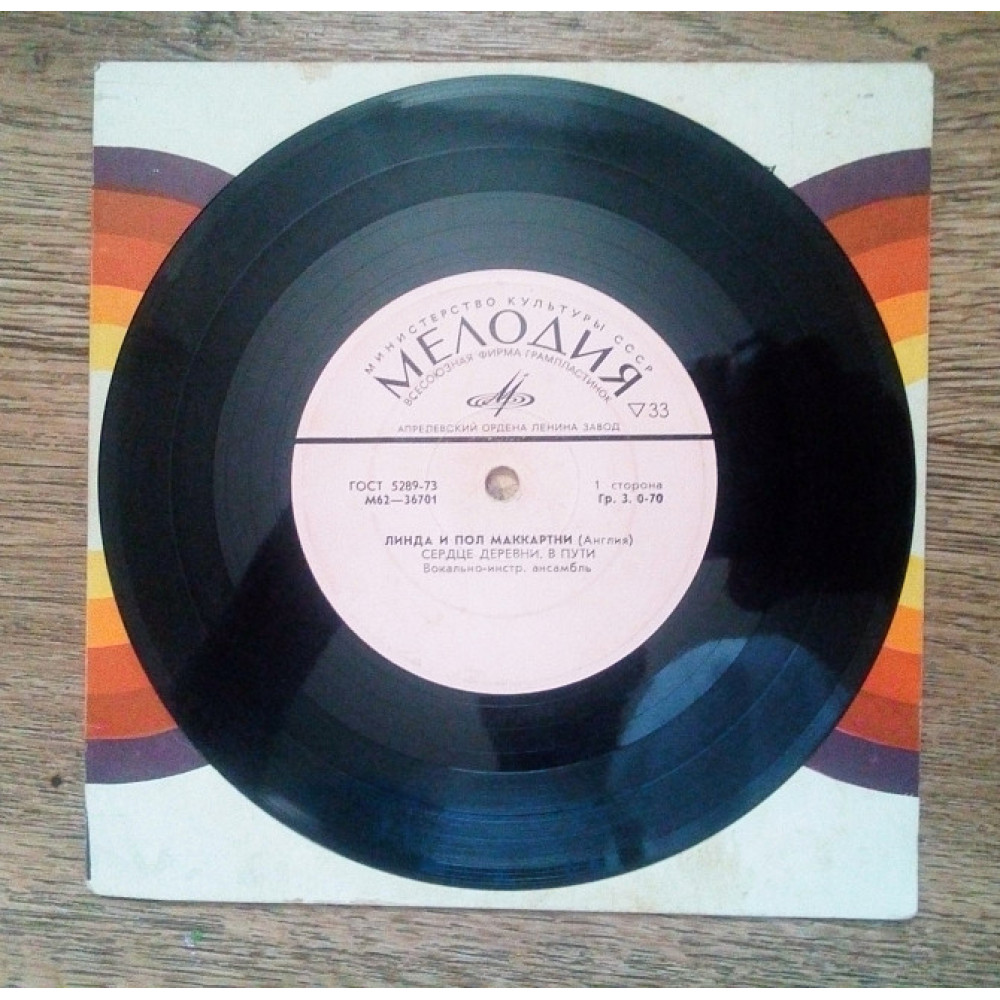 МИНИСТЕРСТВО КУЛЬТУРЫ СССР
МЕЛОДИЯ
ВСЕСОЮЗНАЯ ФИРМА ГРАМПЛАСТИНОК
▽33
АПРЕЛЕВСКИЙ ОРДЕНА ЛЕНИНА ЗАВОД
ГОСТ 5289-73
М62—36701
1 сторона
Гр. 3. 0-70
ЛИНДА И ПОЛ МАККАРТНИ (Англия)
СЕРДЦЕ ДЕРЕВНИ. В ПУТИ
Вокально-инстр. ансамбль